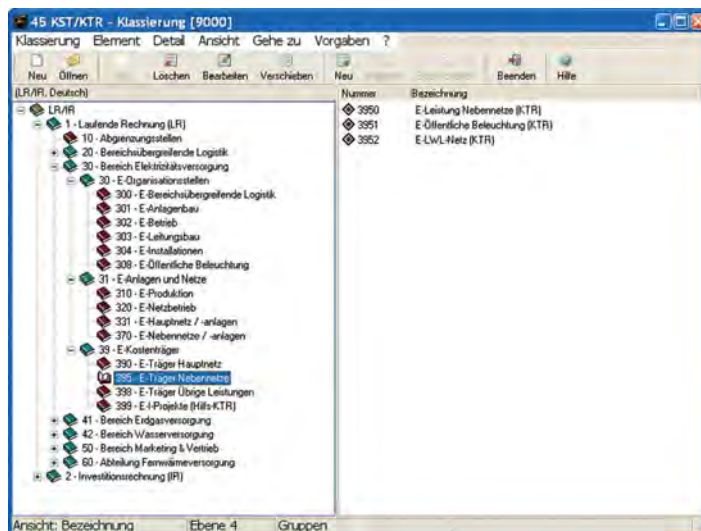 45 KST/KTR - Klassierung [9000]
Klassierung Element Detail Ansicht Gehe zu Vorgaben ?
Neu Öffnen Löschen Bearbeiten Verschieben Neu Beenden Hilfe
(LR/IR, Deutsch)
LR/IR
1 - Laufende Rechnung (LR)
10 - Abgrenzungsstellen
20 - Bereichsübergreifende Logistik
30 - Bereich Elektrizitätsversorgung
30 - E-Organisationsstellen
300 - E-Bereichsübergreifende Logistik
301 - E-Anlagenbau
302 - E-Betrieb
303 - E-Leitungsbau
304 - E-Installationen
308 - E-Öffentliche Beleuchtung
31 - E-Anlagen und Netze
310 - E-Produktion
320 - E-Netzbetrieb
331 - E-Hauptnetz / -anlagen
370 - E-Nebennetze / -anlagen
39 - E-Kostenträger
390 - E-Träger Hauptnetz
395 - E-Träger Nebennetze
398 - E-Träger Übrige Leistungen
399 - E-I-Projekte (Hilfs-KTR)
41 - Bereich Erdgasversorgung
42 - Bereich Wasserversorgung
50 - Bereich Marketing & Vertrieb
60 - Abteilung Fernwärmeversorgung
2 - Investitionsrechnung (IR)
Nummer Bezeichnung
3950 E-Leistung Nebennetze (KTR)
3951 E-Öffentliche Beleuchtung (KTR)
3952 E-LWL-Netz (KTR)
Ansicht: Bezeichnung Ebene 4 Gruppen